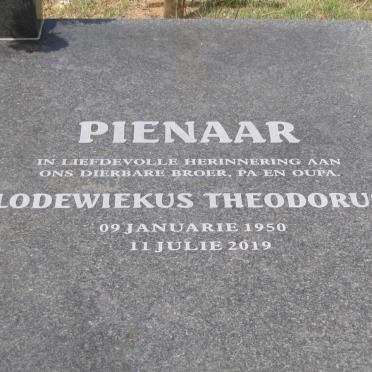 PIENAAR
IN LIEFDEVOLLE HERINNERING AAN
ONS DIERBARE BROER, PA EN OUPA.
LODEWIEKUS THEODORUS
09 JANUARIE 1950
11 JULIE 2019